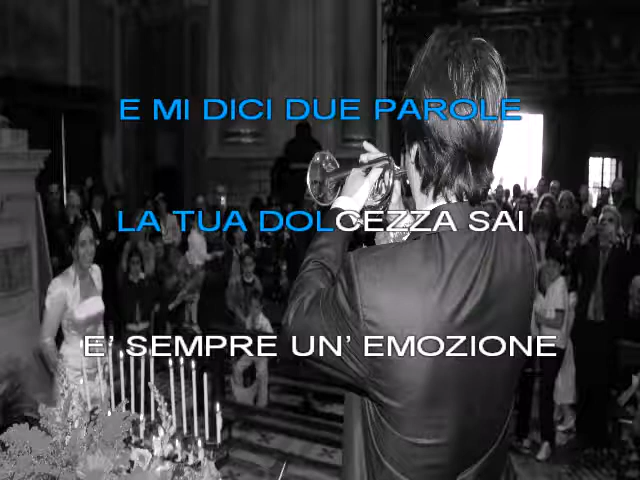 E MI DICI DUE PAROLE
LA TUA DOLCEZZA SAI
E' SEMPRE UN' EMOZIONE